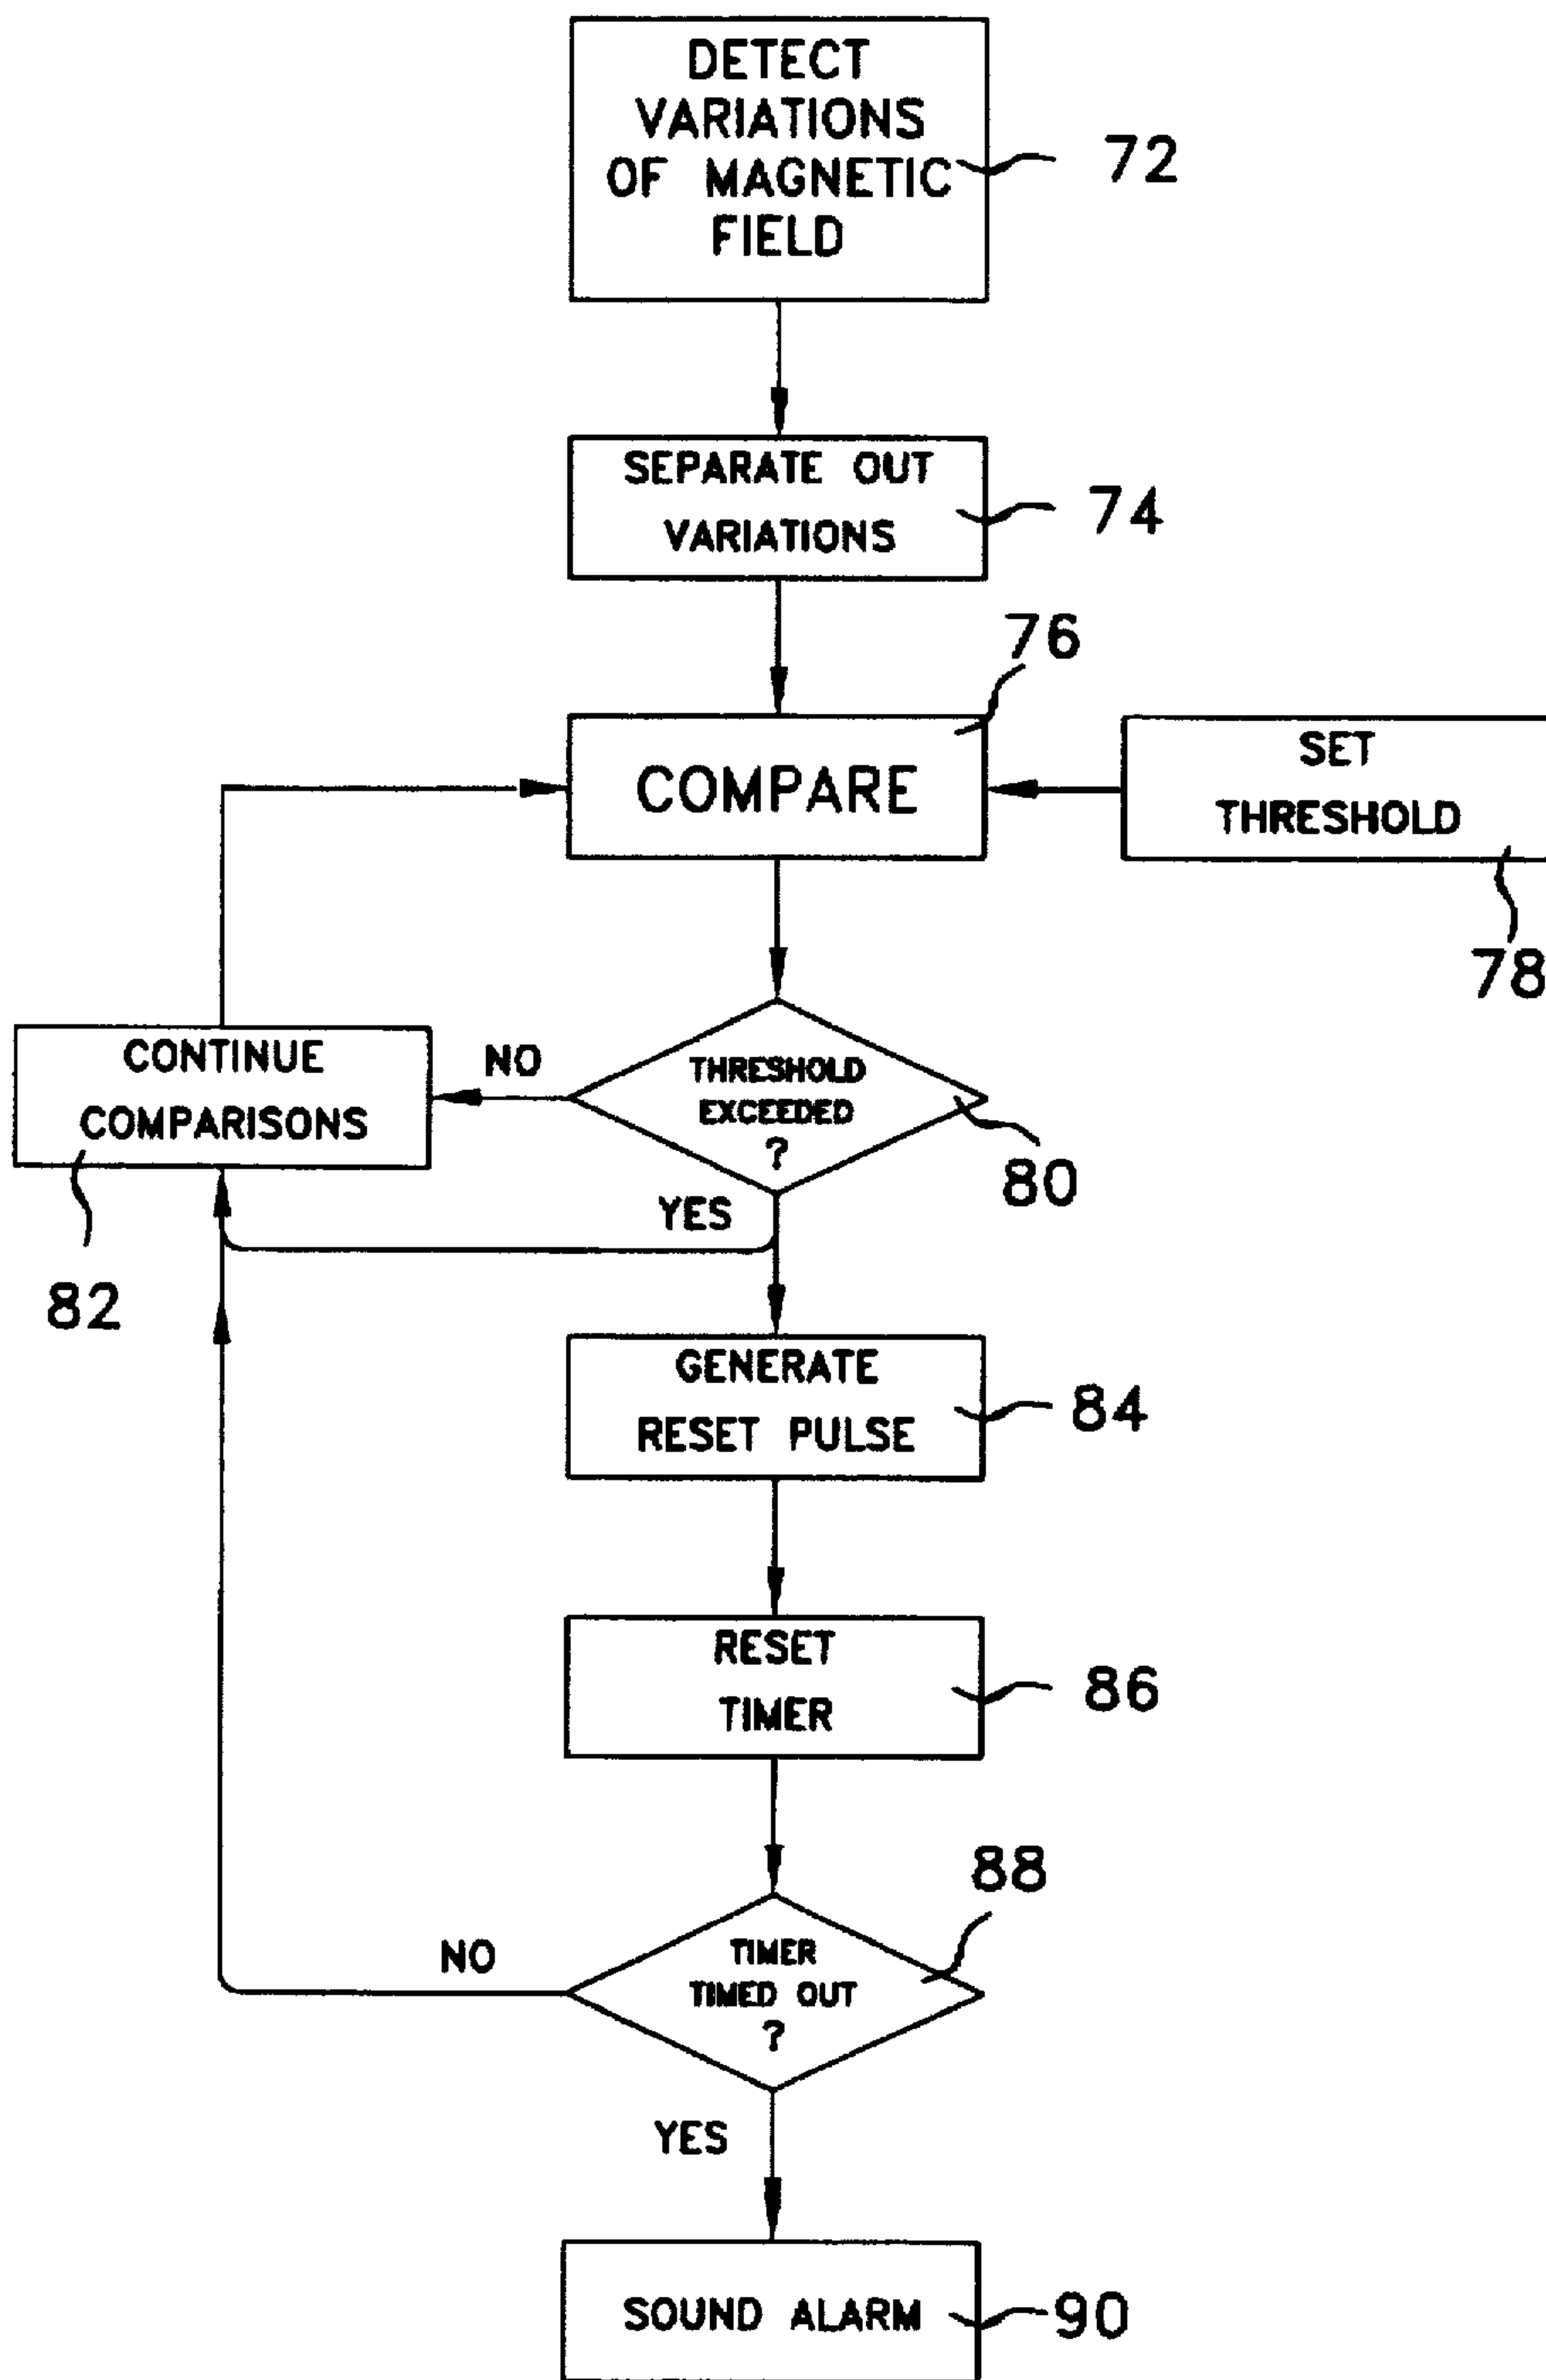 DETECT
VARIATIONS
OF MAGNETIC
FIELD
72
SEPARATE OUT
VARIATIONS
74
76
COMPARE
SET
THRESHOLD
78
CONTINUE
COMPARISONS
82
NO
THRESHOLD
EXCEEDED
?
80
YES
GENERATE
RESET PULSE
84
RESET
TIMER
86
88
NO
TIMER
TIMED OUT
?
YES
SOUND ALARM
90